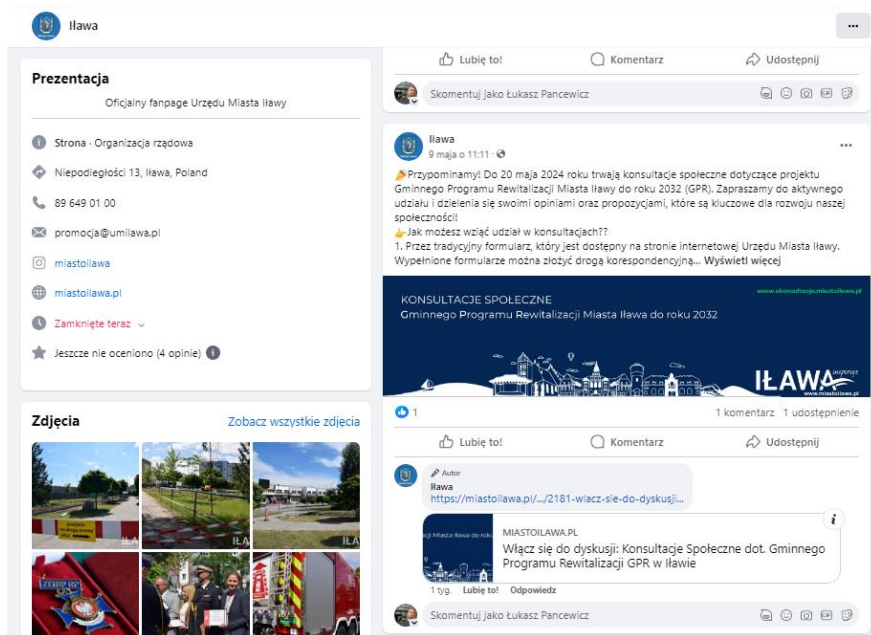 Iława
Prezentacja
Oficjalny fanpage Urzędu Miasta Iławy
Strona · Organizacja rządowa
Niepodległości 13, Iława, Poland
89 649 01 00
promocja@umilawa.pl
miastoilawa
miastoilawa.pl
Zamknięte teraz
Jeszcze nie oceniono (4 opinie)
Zdjęcia
Zobacz wszystkie zdjęcia
Lubię to! Komentarz Udostępnij
Skomentuj jako Łukasz Pancewicz
Iława
9 maja o 11:11
Przypominamy! Do 20 maja 2024 roku trwają konsultacje społeczne dotyczące projektu
Gminnego Programu Rewitalizacji Miasta Iławy do roku 2032 (GPR). Zapraszamy do aktywnego
udziału i dzielenia się swoimi opiniami oraz propozycjami, które są kluczowe dla rozwoju naszej
społeczności!
Jak możesz wziąć udział w konsultacjach??
1. Przez tradycyjny formularz, który jest dostępny na stronie internetowej Urzędu Miasta Iławy.
Wypełnione formularze można złożyć drogą korespondencyjną... Wyświetl więcej
www.ekonsultacje.miastoilawa.pl
KONSULTACJE SPOŁECZNE
Gminnego Programu Rewitalizacji Miasta Iława do roku 2032
IŁAWA inspiruje
www.miastoilawa.pl
1
1 komentarz 1 udostępnienie
Lubię to! Komentarz Udostępnij
Autor
Iława
https://miastoilawa.pl/.../2181-wlacz-sie-do-dyskusji...
MIASTOILAWA.PL
Włącz się do dyskusji: Konsultacje Społeczne dot. Gminnego
Programu Rewitalizacji GPR w Iławie
1 tyg. Lubię to! Odpowiedz
Skomentuj jako Łukasz Pancewicz